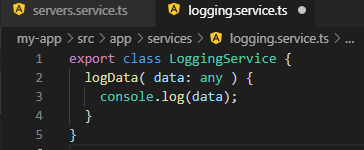 servers.service.ts logging.service.ts
my-app > src > app > services > logging.service.ts > ...
1 export class LoggingService {
2 logData( data: any ) {
3 console.log(data);
4 }
5 }